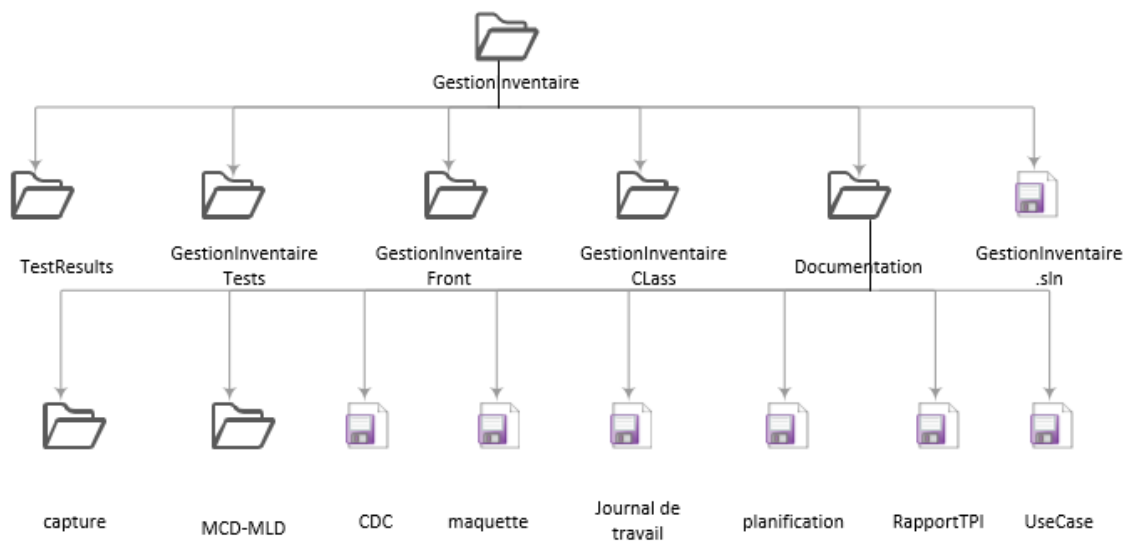 GestionInventaire
TestResults
GestionInventaire
Tests
GestionInventaire
Front
GestionInventaire
CLass
Documentation
GestionInventaire
.sln
capture
MCD-MLD
CDC
maquette
Journal de
travail
planification
RapportTPI
UseCase